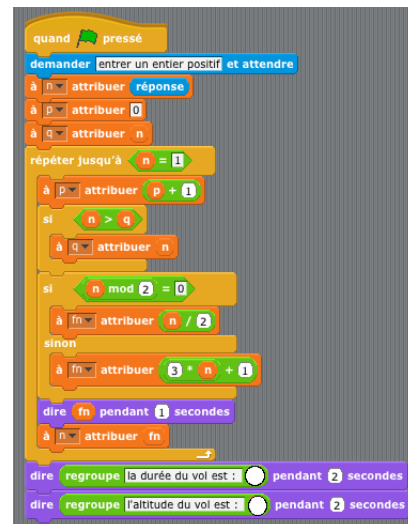 quand pressé
demander entrer un entier positif et attendre
à n attribuer réponse
à p attribuer 0
à q attribuer n
répéter jusqu'à n = 1
à p attribuer p + 1
si n > q
à q attribuer n
si n mod 2 = 0
à fn attribuer n / 2
sinon
à fn attribuer 3 * n + 1
dire fn pendant 1 secondes
à n attribuer fn
dire regroupe la durée du vol est : pendant 2 secondes
dire regroupe l'altitude du vol est : pendant 2 secondes